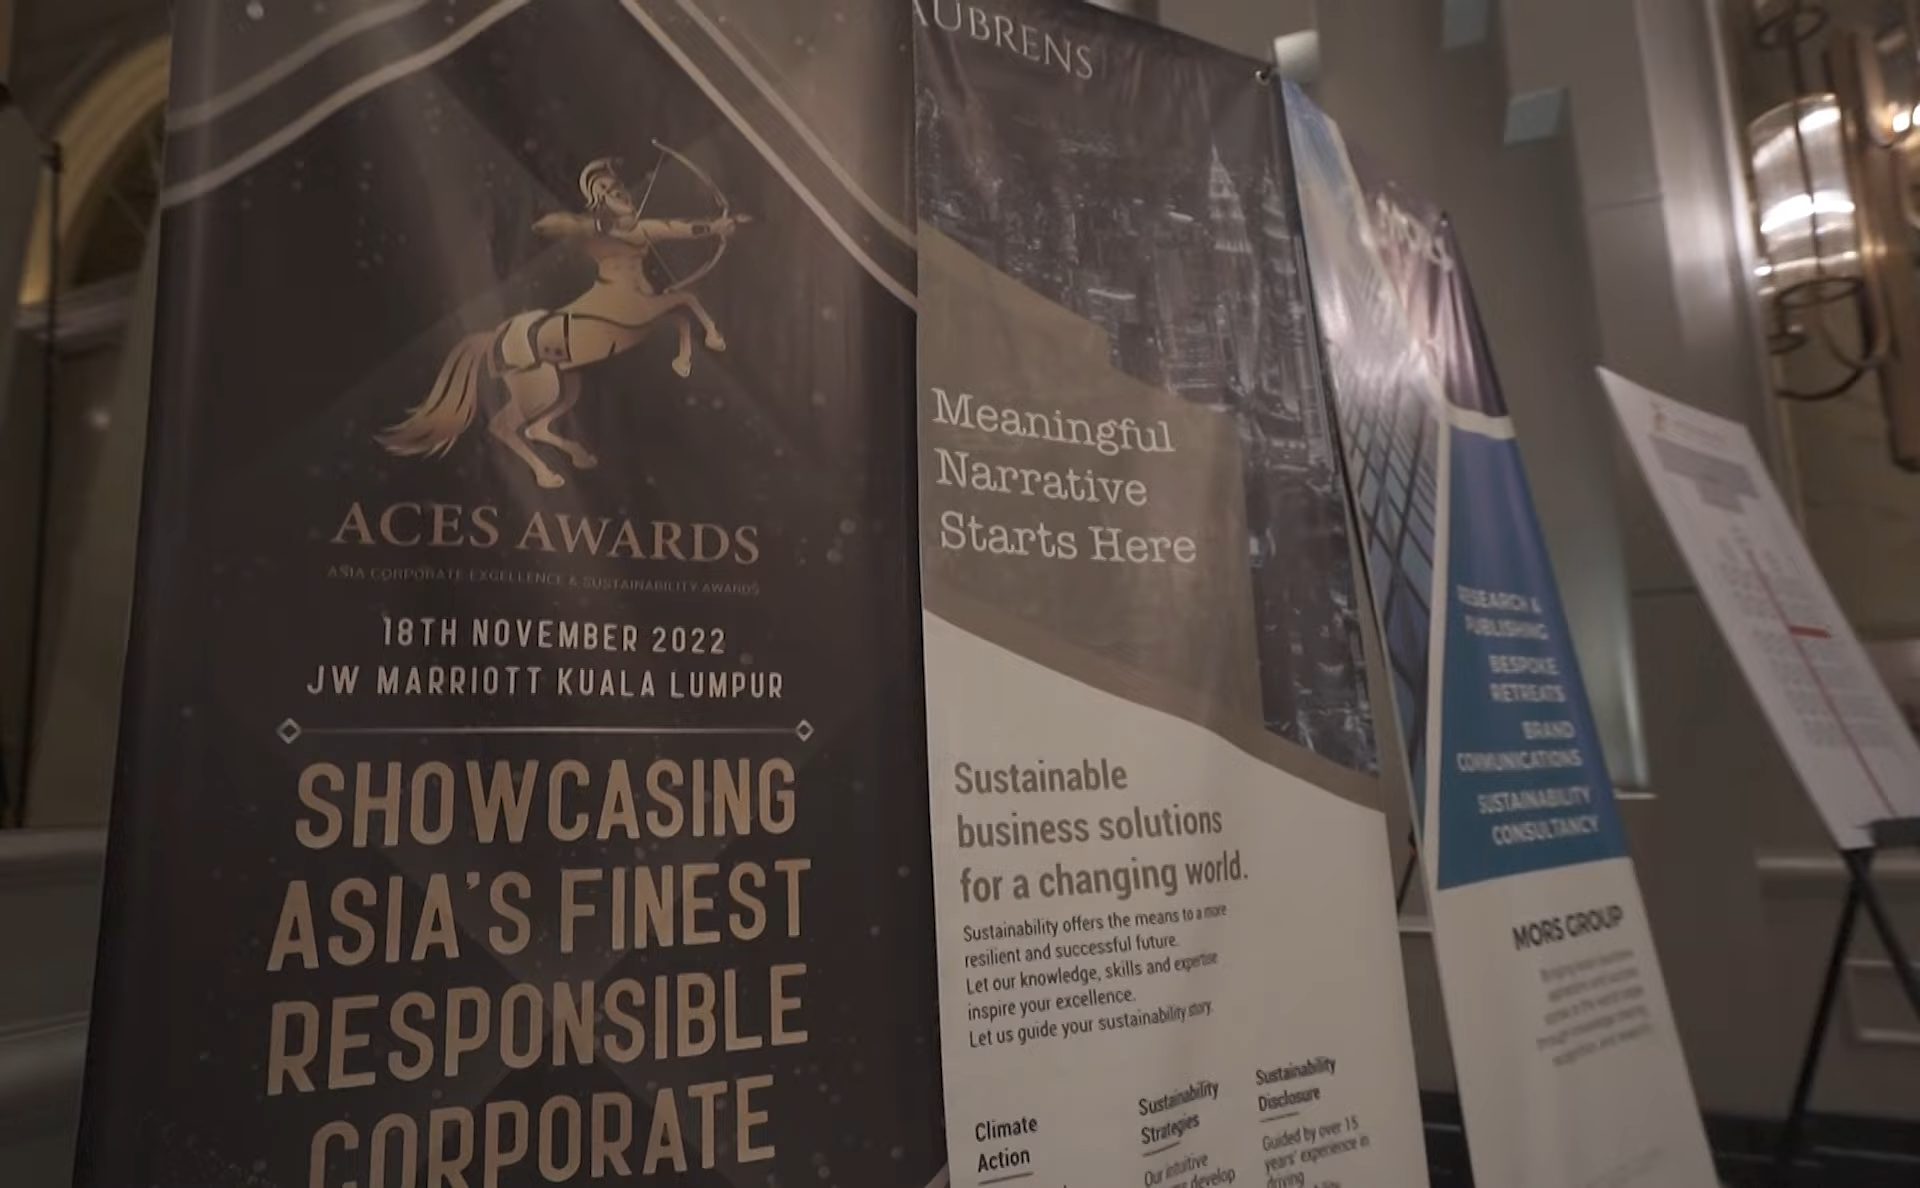 ACES AWARDS
ASIA CORPORATE EXCELLENCE & SUSTAINABILITY AWARDS
18TH NOVEMBER 2022
JW MARRIOTT KUALA LUMPUR
SHOWCASING
ASIA'S FINEST
RESPONSIBLE
CORPORATE
AUBRENS
Meaningful
Narrative
Starts Here
Sustainable
business solutions
for a changing world.
Sustainability offers the means to a more
resilient and successful future.
Let our knowledge, skills and expertise
inspire your excellence.
Let us guide your sustainability story.
Climate
Action
Sustainability
Strategies
Our intuitive
develop
Sustainability
Disclosure
Guided by over 15
years' experience in
driving
RESEARCH &
PUBLISHING
BESPOKE
RETREATS
BRAND
COMMUNICATIONS
SUSTAINABILITY
CONSULTANCY
MORS GROUP